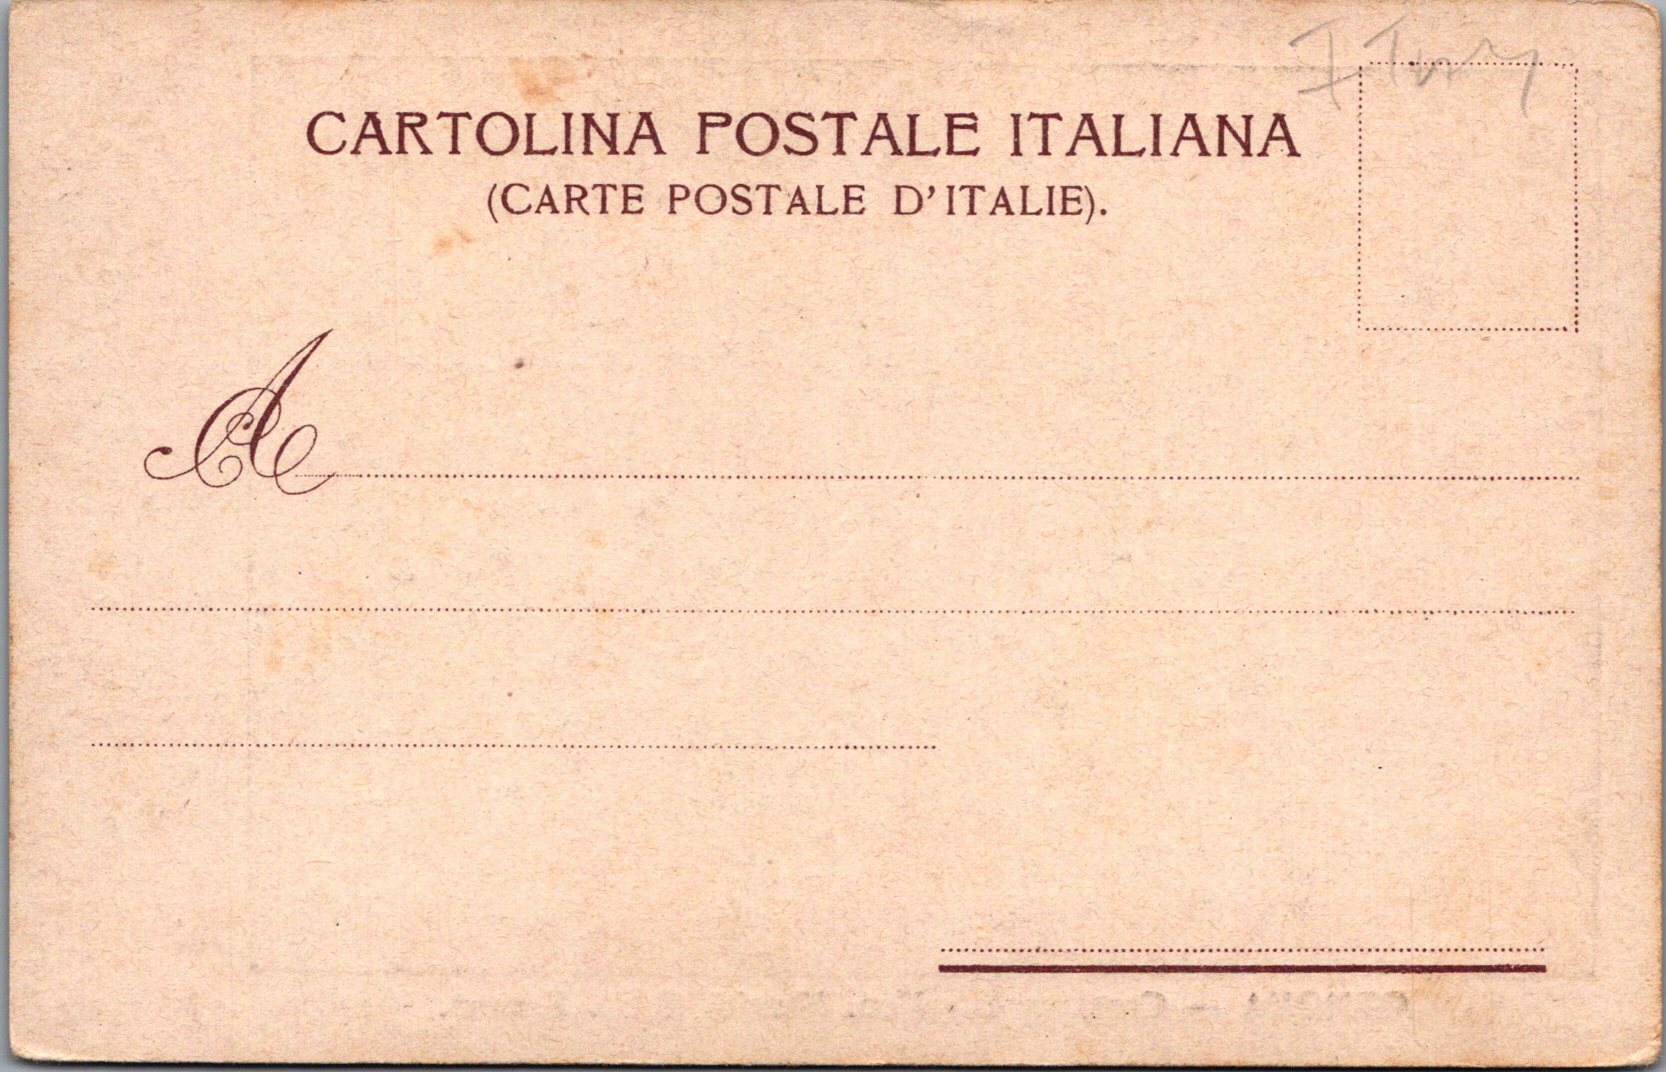 CARTOLINA POSTALE ITALIANA
(CARTE POSTALE D'ITALIE).
A